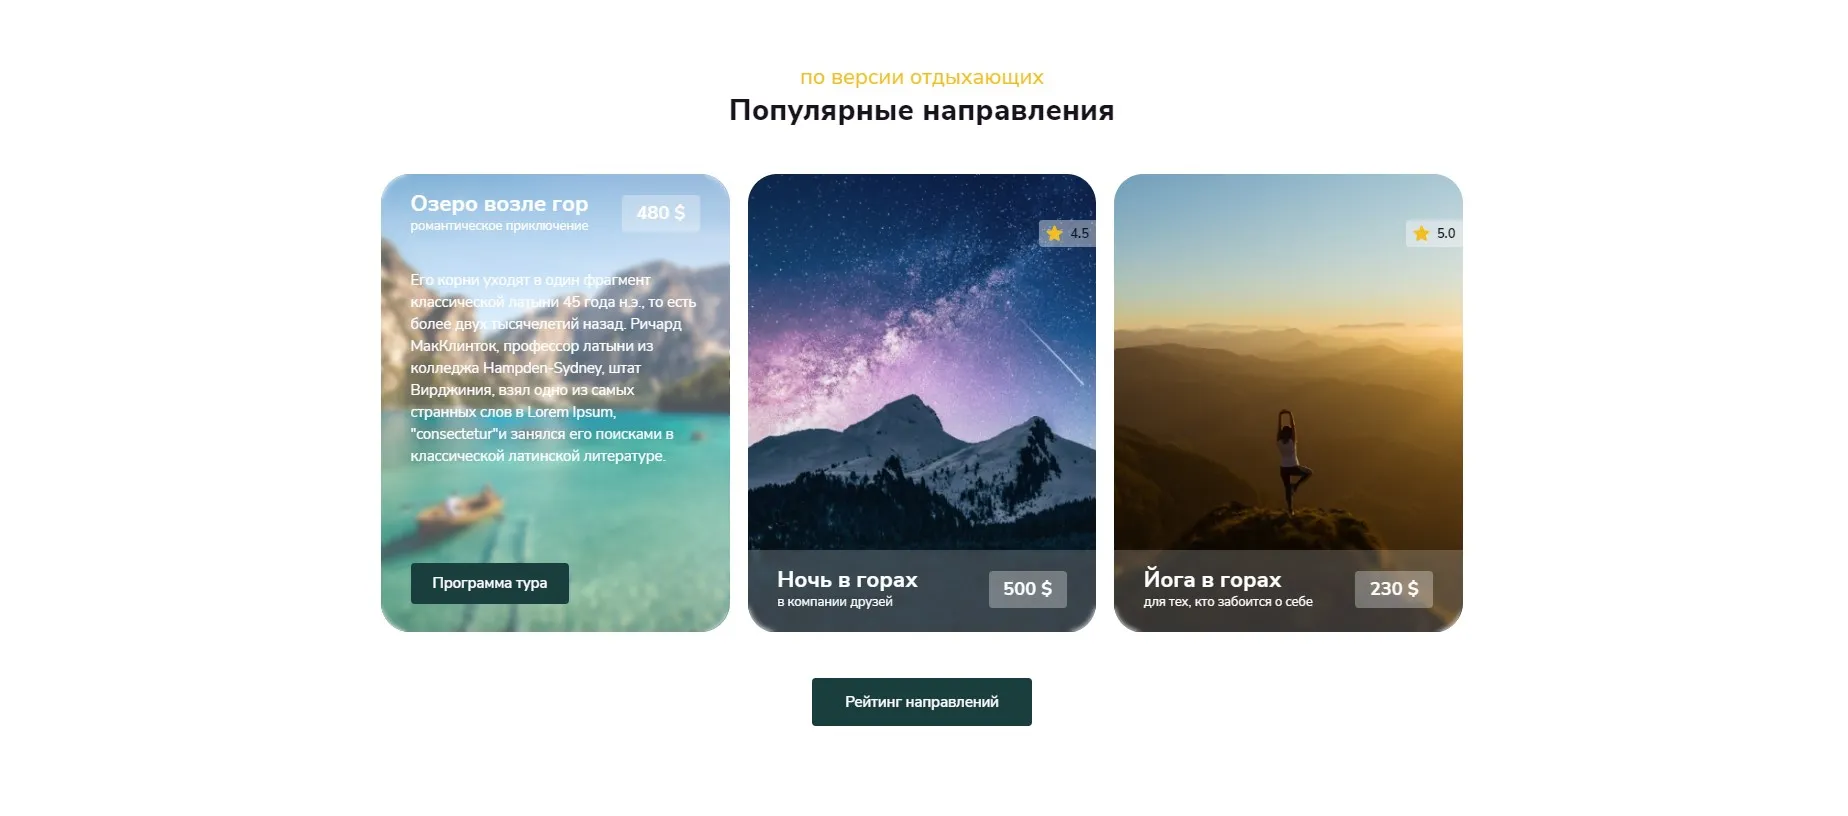 по версии отдыхающих
Популярные направления
Озеро возле гор
романтическое приключение
480 $
Его корни уходят в один фрагмент
классической латыни 45 года н.э., то есть
более двух тысячелетий назад. Ричард
МакКлинток, профессор латыни из
колледжа Hampden-Sydney, штат
Вирджиния, взял одно из самых
странных слов в Lorem Ipsum,
"consectetur"и занялся его поисками в
классической латинской литературе.
Программа тура
4.5
Ночь в горах
в компании друзей
500 $
5.0
Йога в горах
для тех, кто забоится о себе
230 $
Рейтинг направлений